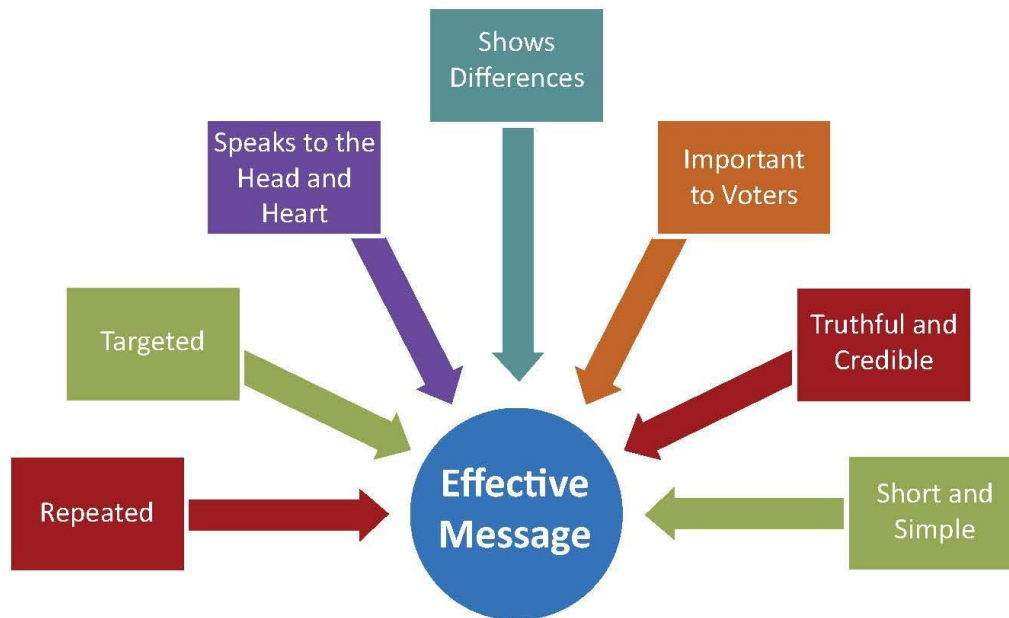 Shows
Differences
Speaks to the
Head and
Heart
Important
to Voters
Targeted
Truthful and
Credible
Repeated
Effective
Message
Short and
Simple